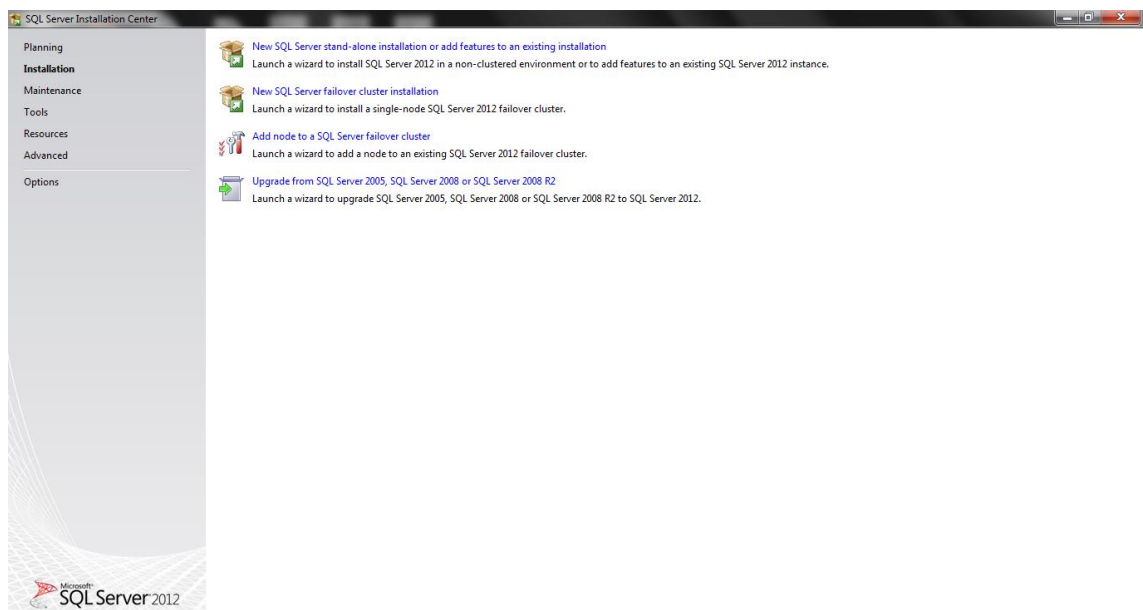 SQL Server Installation Center
Planning
Installation
Maintenance
Tools
Resources
Advanced
Options
New SQL Server stand-alone installation or add features to an existing installation
Launch a wizard to install SQL Server 2012 in a non-clustered environment or to add features to an existing SQL Server 2012 instance.
New SQL Server failover cluster installation
Launch a wizard to install a single-node SQL Server 2012 failover cluster.
Add node to a SQL Server failover cluster
Launch a wizard to add a node to an existing SQL Server 2012 failover cluster.
Upgrade from SQL Server 2005, SQL Server 2008 or SQL Server 2008 R2
Launch a wizard to upgrade SQL Server 2005, SQL Server 2008 or SQL Server 2008 R2 to SQL Server 2012.
Microsoft
SQL Server 2012